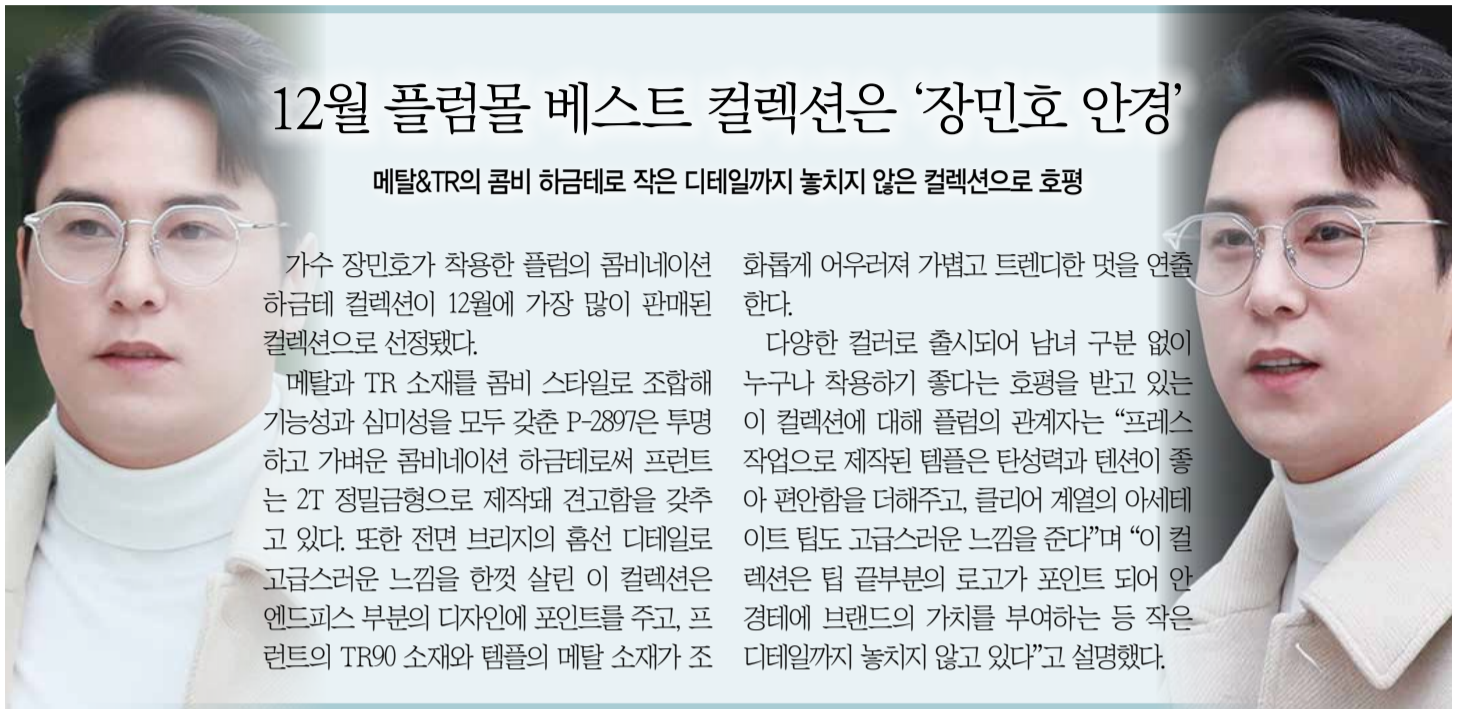 12월 플럼몰 베스트 컬렉션은 ‘장민호 안경’
메탈&TR의 콤비 하금테로 작은 디테일까지 놓치지 않은 컬렉션으로 호평
가수 장민호가 착용한 플럼의 콤비네이션
하금테 컬렉션이 12월에 가장 많이 판매된
컬렉션으로 선정됐다.
메탈과 TR 소재를 콤비 스타일로 조합해
기능성과 심미성을 모두 갖춘 P-2897은 투명
하고 가벼운 콤비네이션 하금테로써 프런트
는 2T 정밀금형으로 제작돼 견고함을 갖추
고 있다. 또한 전면 브리지의 홈선 디테일로
고급스러운 느낌을 한껏 살린 이 컬렉션은
엔드피스 부분의 디자인에 포인트를 주고, 프
런트의 TR90 소재와 템플의 메탈 소재가 조
화롭게 어우러져 가볍고 트렌디한 멋을 연출
한다.
다양한 컬러로 출시되어 남녀 구분 없이
누구나 착용하기 좋다는 호평을 받고 있는
이 컬렉션에 대해 플럼의 관계자는 “프레스
작업으로 제작된 템플은 탄성력과 텐션이 좋
아 편안함을 더해주고, 클리어 계열의 아세테
이트 팁도 고급스러운 느낌을 준다”며 “이 컬
렉션은 팁 끝부분의 로고가 포인트 되어 안
경테에 브랜드의 가치를 부여하는 등 작은
디테일까지 놓치지 않고 있다”고 설명했다.